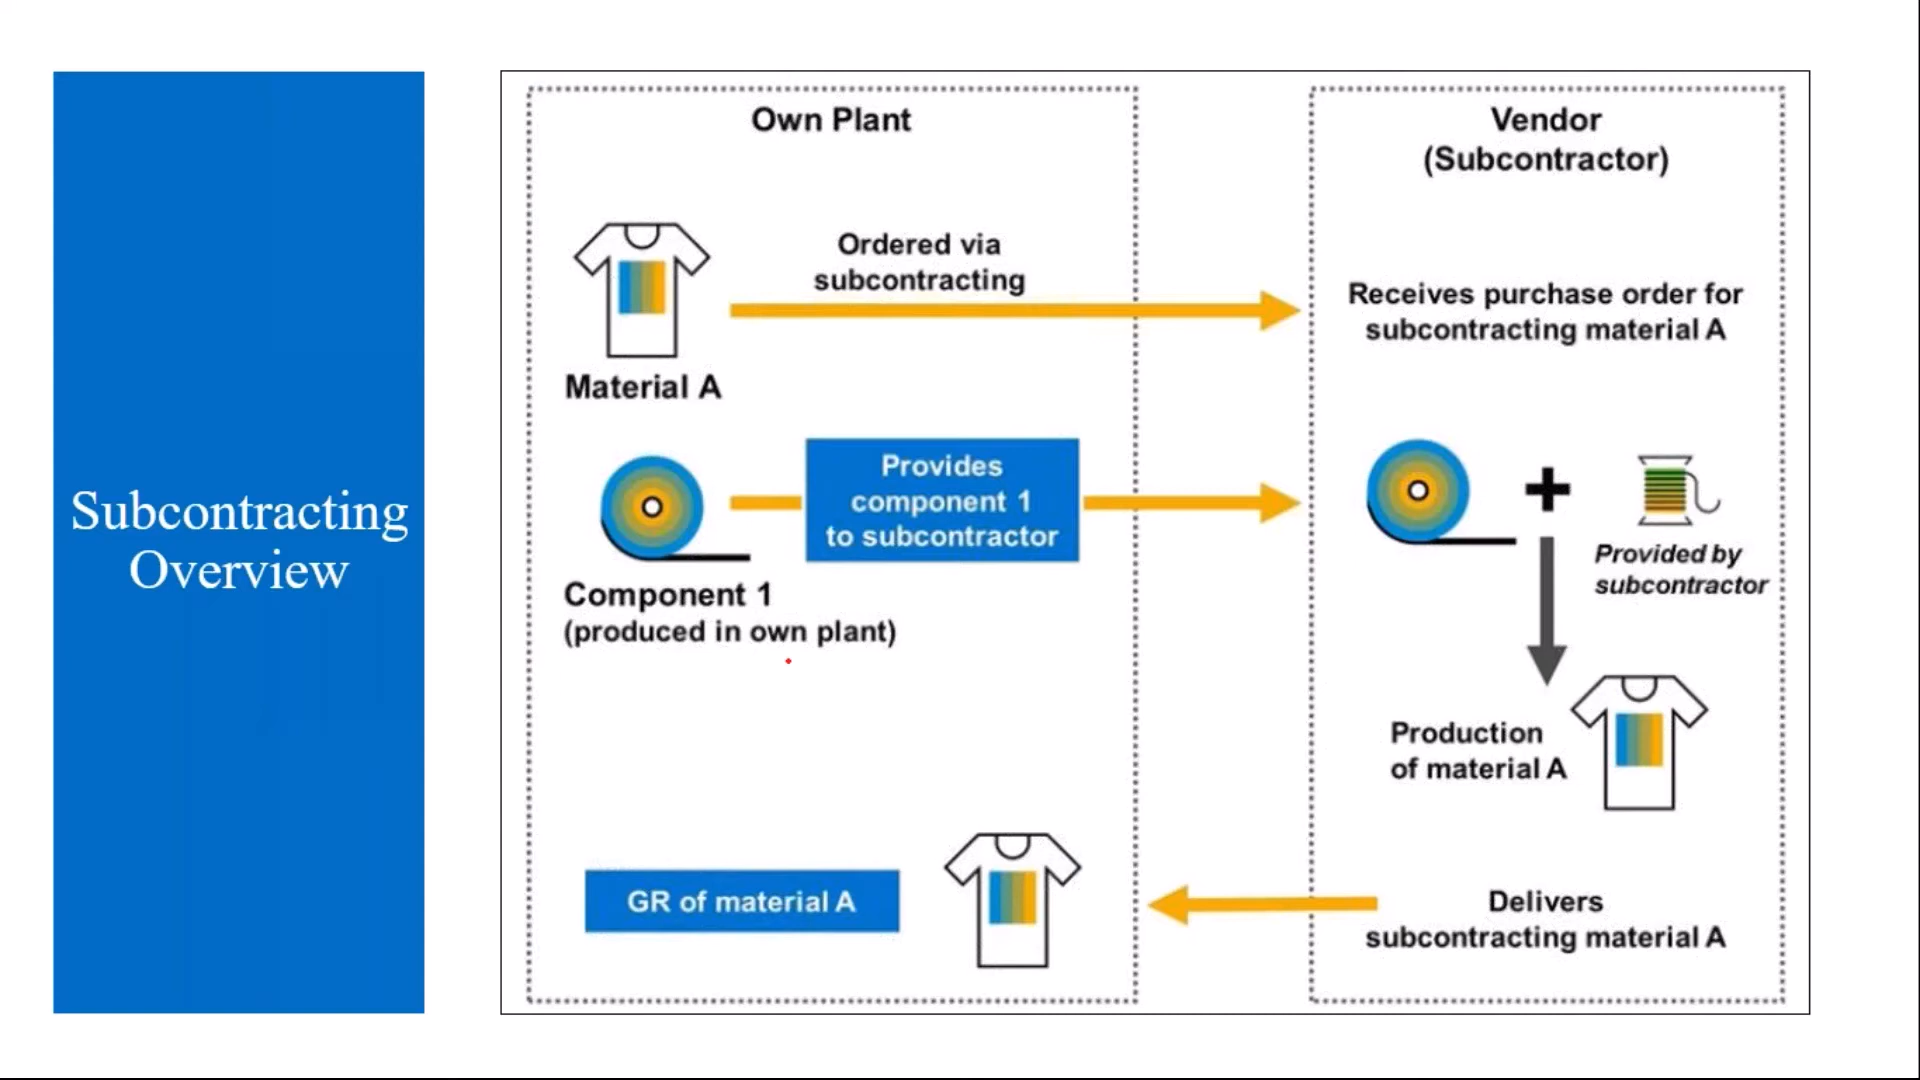 Subcontracting
Overview
Own Plant
Vendor
(Subcontractor)
Ordered via
subcontracting
Receives purchase order for
subcontracting material A
Material A
Provides
component 1
to subcontractor
Provided by
subcontractor
Component 1
(produced in own plant)
Production
of material A
GR of material A
Delivers
subcontracting material A